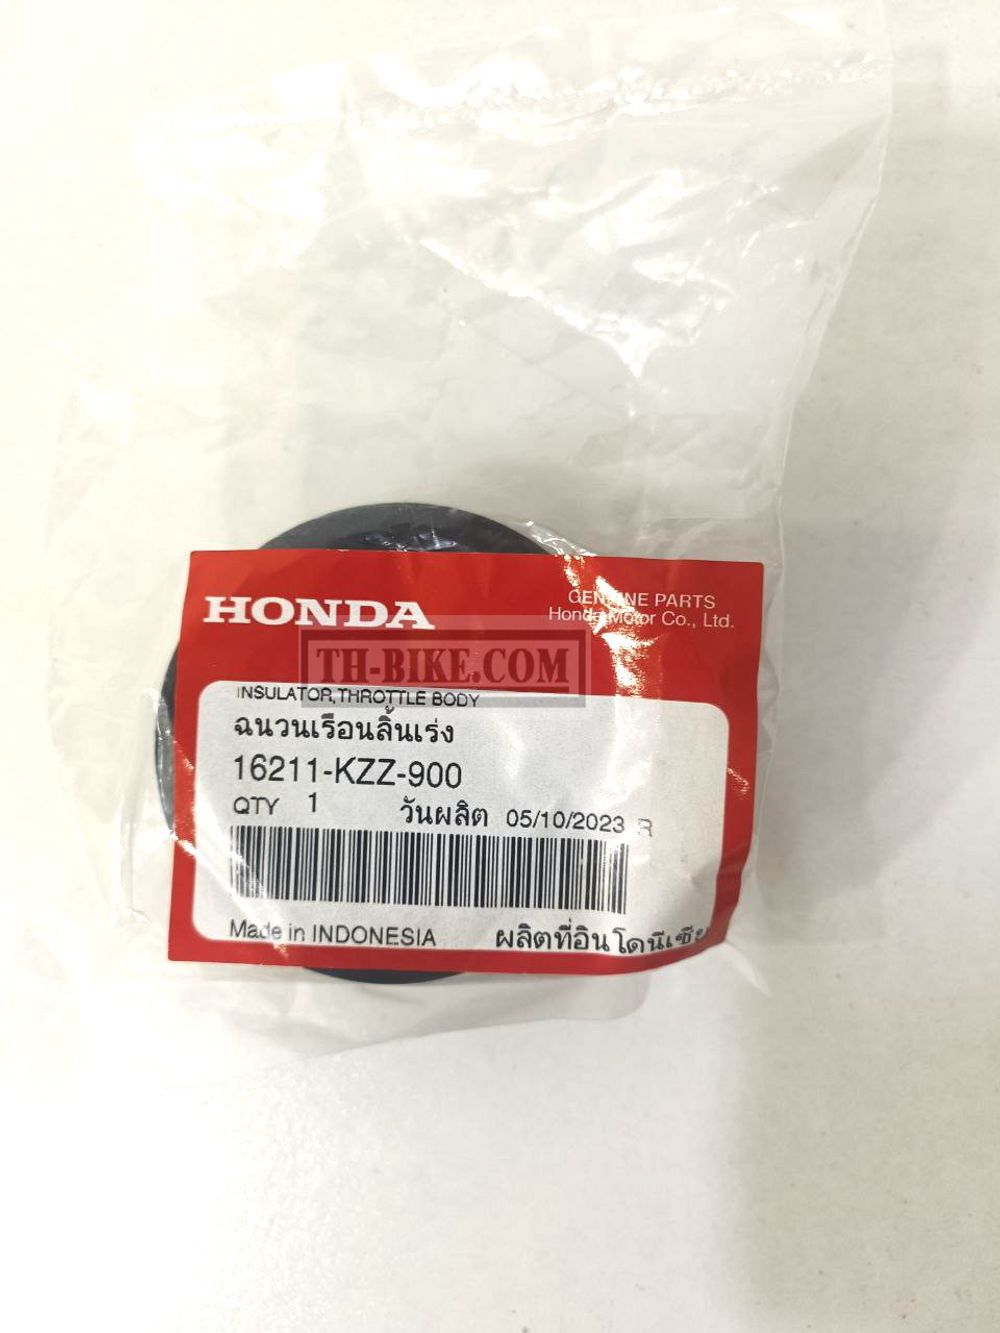 HONDA
GENUINE PARTS
Honda Motor Co., Ltd.
TH-BIKE.COM
INSULATOR,THROTTLE BODY
ฉนวนเรือนลิ้นเร่ง
16211-KZZ-900
QTY 1 วันผลิต 05/10/2023 R
Made in INDONESIA ผลิตที่อินโดนีเซีย